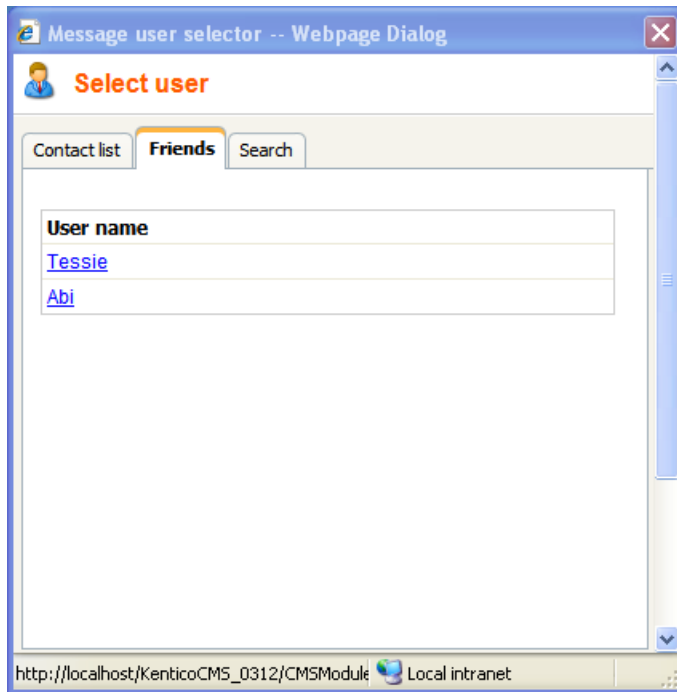 Message user selector -- Webpage Dialog
Select user
Contact list Friends Search
User name
Tessie
Abi
http://localhost/KenticoCMS_0312/CMSModule Local intranet